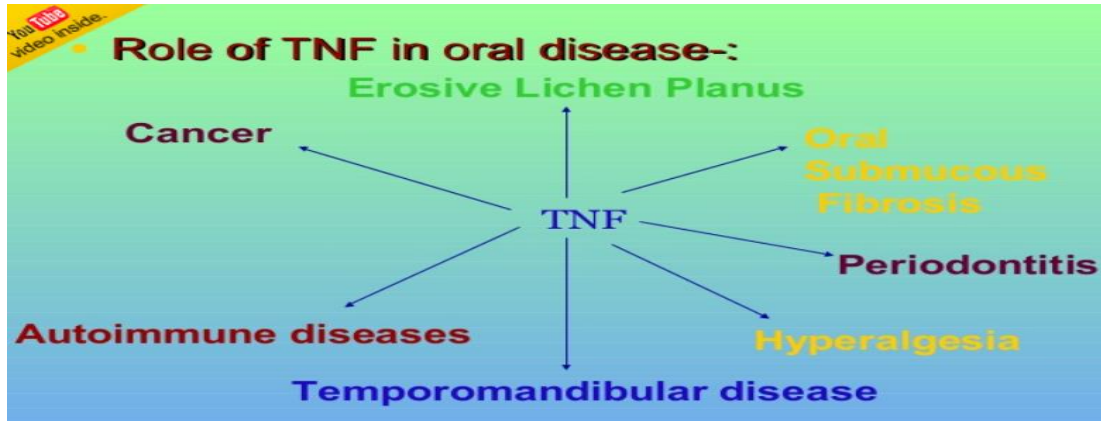 YouTube
video inside.
• Role of TNF in oral disease-:
Erosive Lichen Planus
Cancer
Oral
Submucous
Fibrosis
TNF
Periodontitis
Autoimmune diseases
Hyperalgesia
Temporomandibular disease